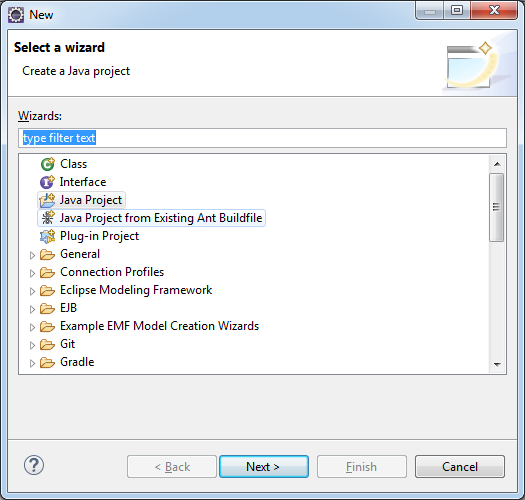 New
Select a wizard
Create a Java project
Wizards:
type filter text
Class
Interface
Java Project
Java Project from Existing Ant Buildfile
Plug-in Project
General
Connection Profiles
Eclipse Modeling Framework
EJB
Example EMF Model Creation Wizards
Git
Gradle
? < Back Next > Finish Cancel